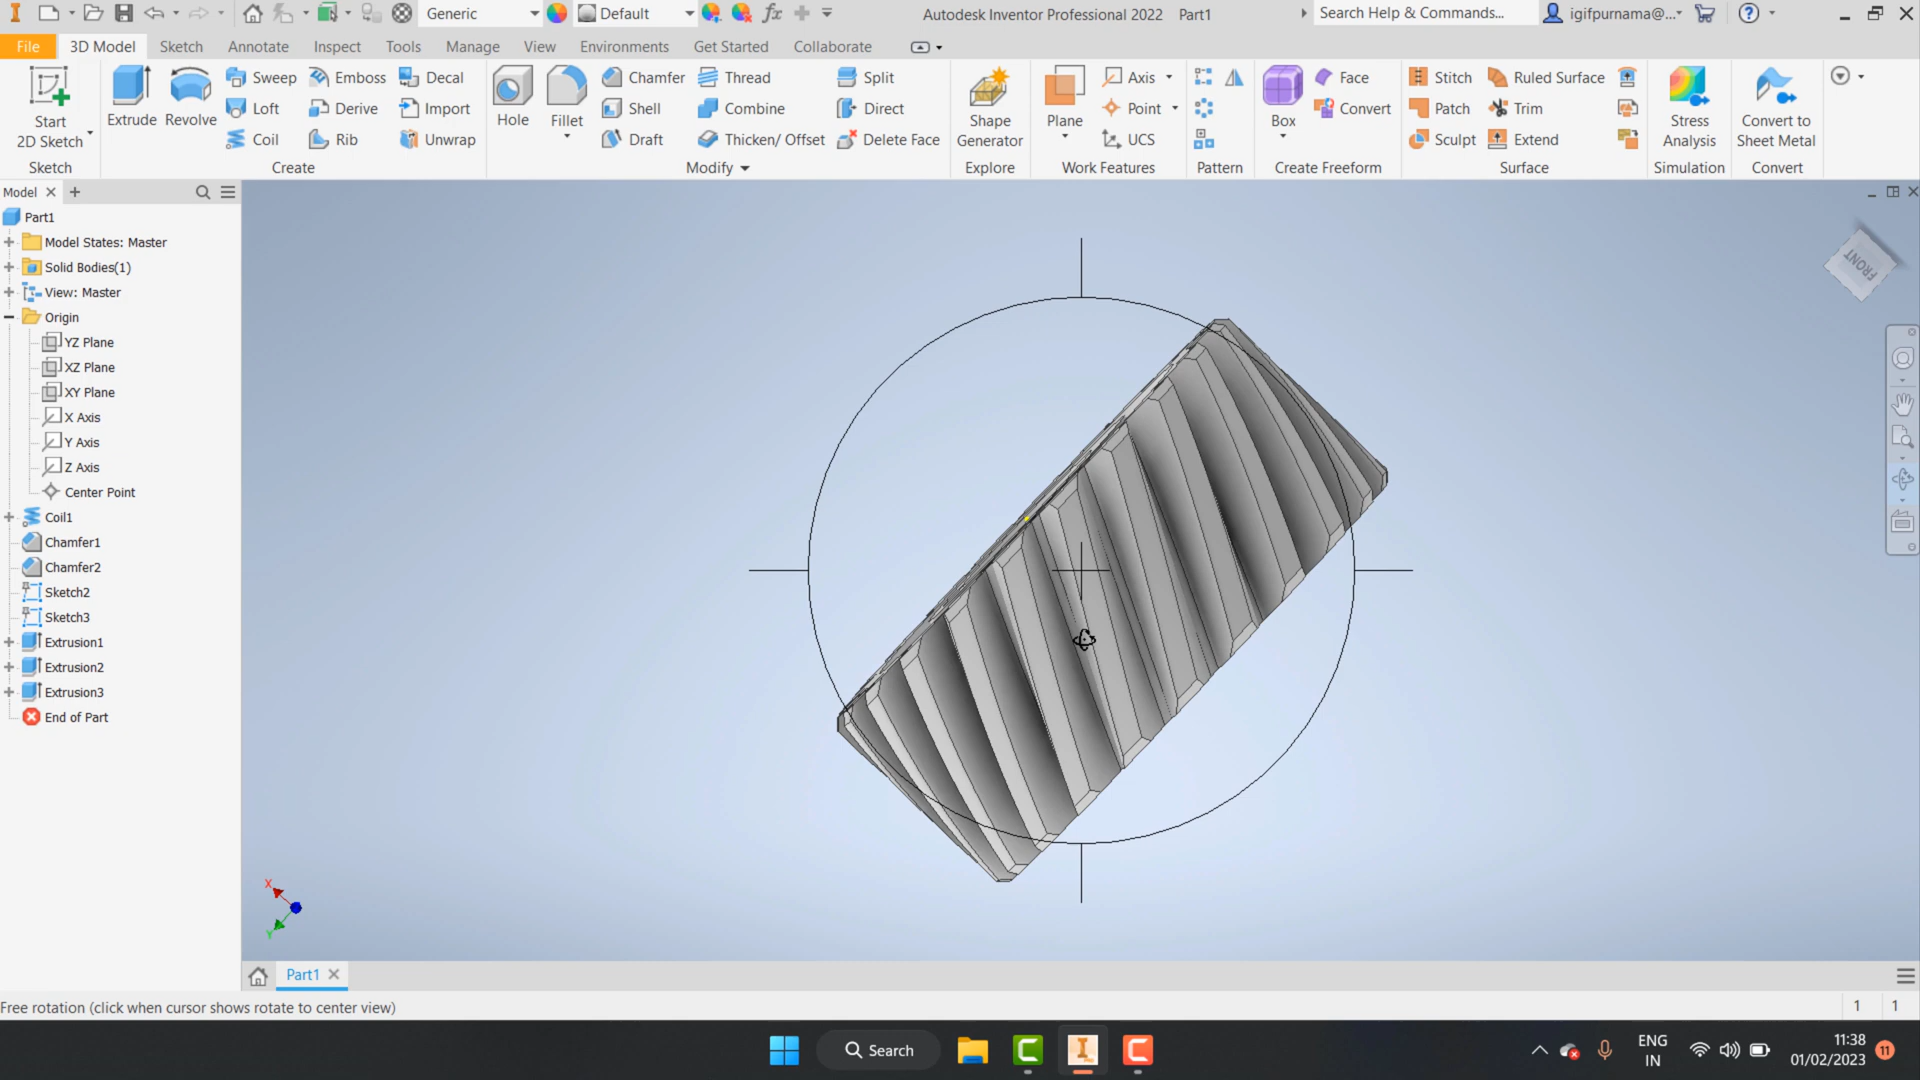 Generic
Default
fx
Autodesk Inventor Professional 2022 Part1
Search Help & Commands...
igifpurnama@...
?
File
3D Model
Sketch
Annotate
Inspect
Tools
Manage
View
Environments
Get Started
Collaborate
Start
2D Sketch
Sketch
Extrude
Revolve
Sweep
Loft
Coil
Emboss
Derive
Rib
Decal
Import
Unwrap
Create
Hole
Fillet
Chamfer
Shell
Draft
Thread
Combine
Thicken/ Offset
Split
Direct
Delete Face
Modify
Shape
Generator
Explore
Plane
Axis
Point
UCS
Work Features
Pattern
Box
Face
Convert
Create Freeform
Stitch
Patch
Sculpt
Ruled Surface
Trim
Extend
Surface
Stress
Analysis
Simulation
Convert to
Sheet Metal
Convert
Model
Part1
Model States: Master
Solid Bodies(1)
View: Master
Origin
YZ Plane
XZ Plane
XY Plane
X Axis
Y Axis
Z Axis
Center Point
Coil1
Chamfer1
Chamfer2
Sketch2
Sketch3
Extrusion1
Extrusion2
Extrusion3
End of Part
FRONT
X
Y
Part1
Free rotation (click when cursor shows rotate to center view)
1 1
Search
ENG
IN
11:38
01/02/2023
11